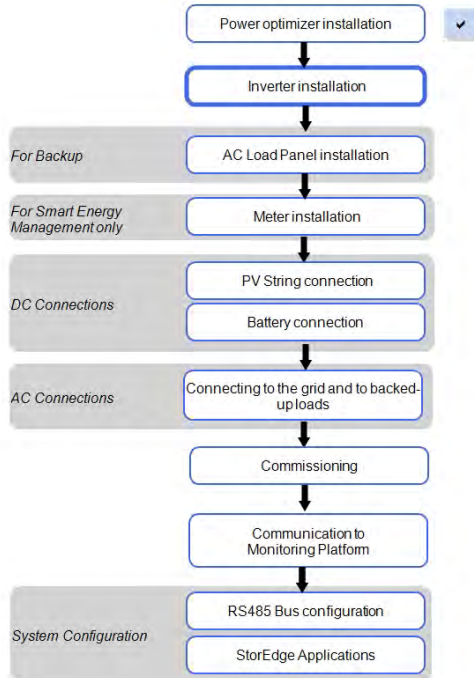 Power optimizer installation
Inverter installation
For Backup
AC Load Panel installation
For Smart Energy
Management only
Meter installation
DC Connections
PV String connection
Battery connection
AC Connections
Connecting to the grid and to backed-
up loads
Commissioning
Communication to
Monitoring Platform
System Configuration
RS485 Bus configuration
StorEdge Applications